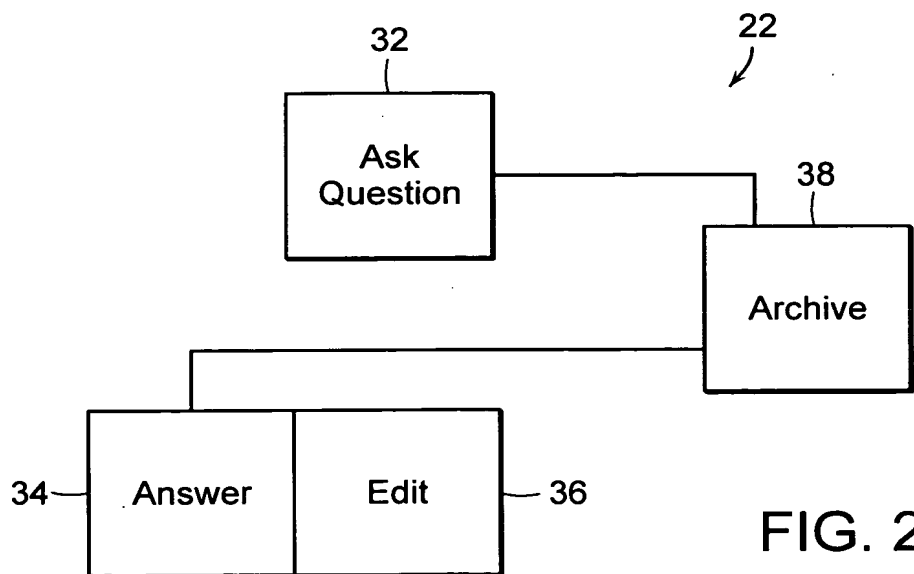 22
32
Ask
Question
38
Archive
34
Answer
Edit
36
FIG. 2